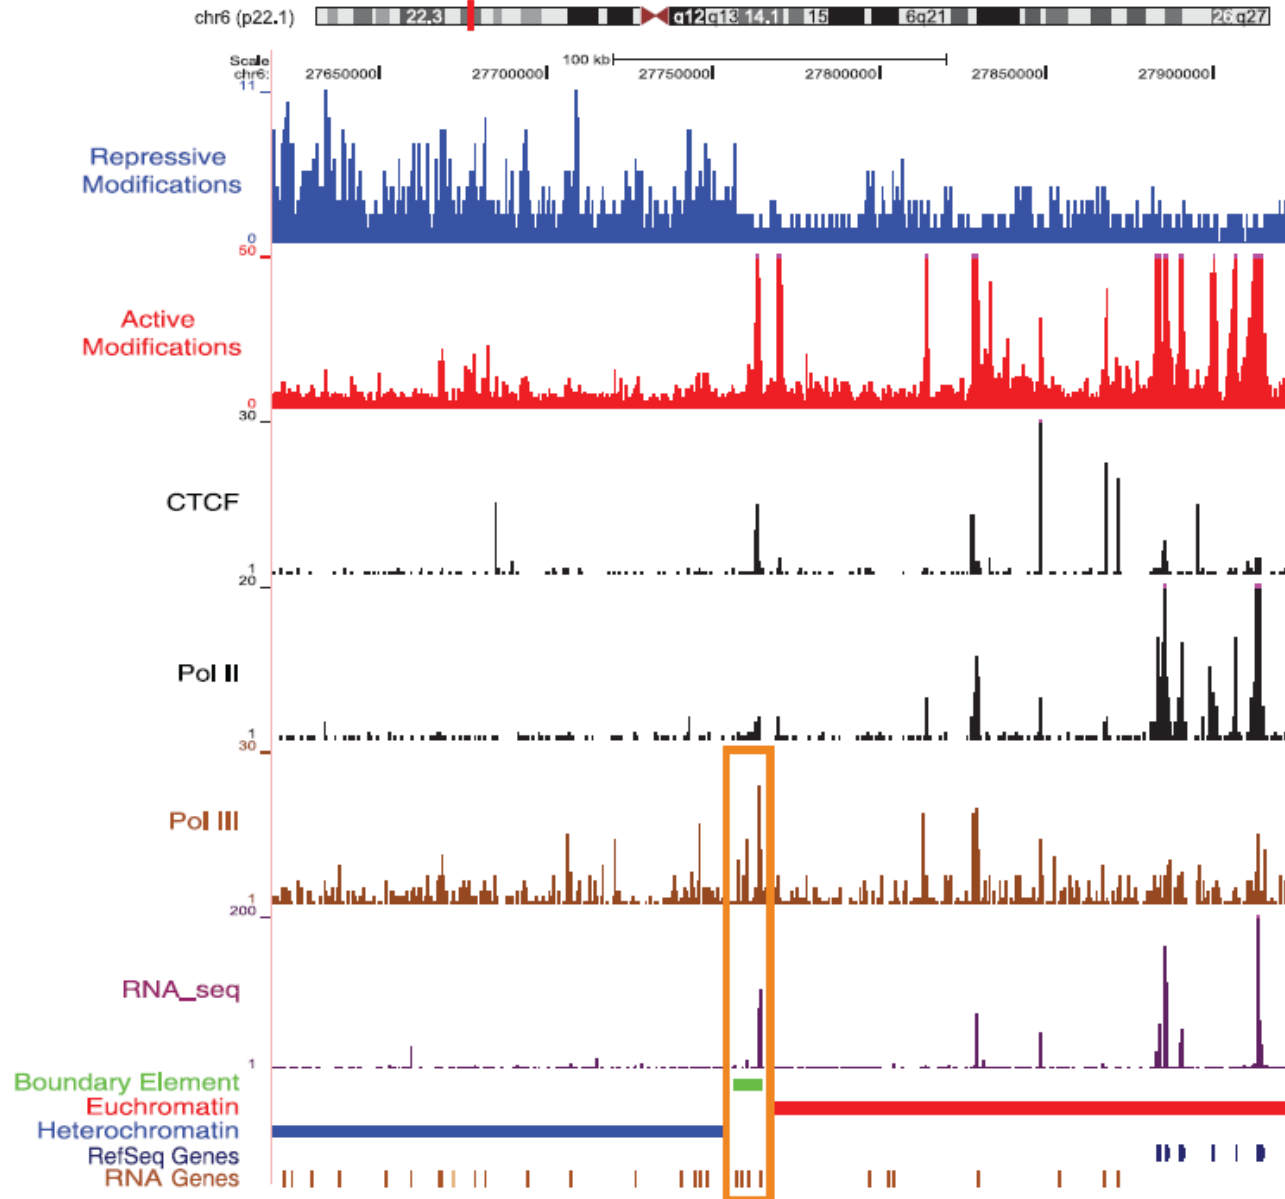 chr6 (p22.1) 22.3 q12 q13 14.1 15 6q21 26 q27
Scale 100 kb
chr6: 27650000 27700000 27750000 27800000 27850000 27900000
11
Repressive
Modifications
0
50
Active
Modifications
0
30
CTCF
1
20
Pol II
1
30
Pol III
1
200
RNA_seq
1
Boundary Element
Euchromatin
Heterochromatin
RefSeq Genes
RNA Genes